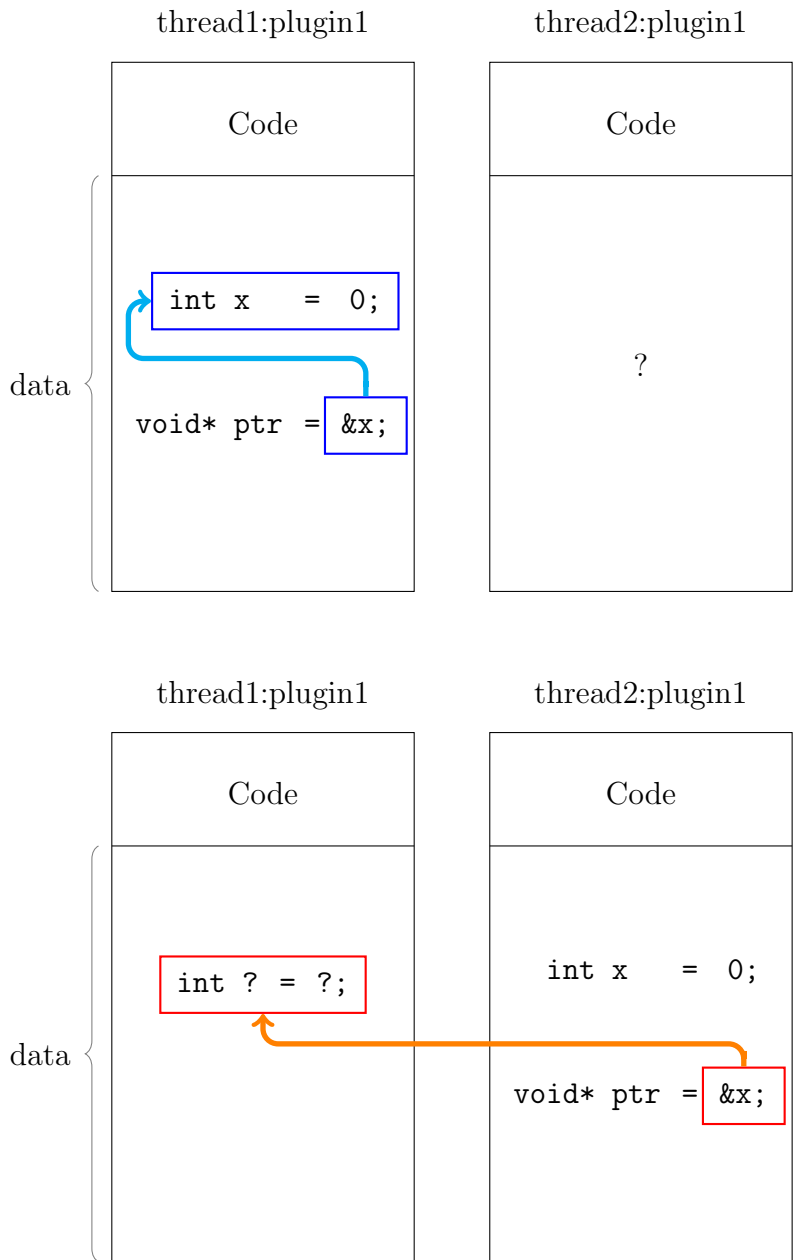 thread1:plugin1 thread2:plugin1
Code Code
int x = 0;
?
data
void* ptr = &x;
thread1:plugin1 thread2:plugin1
Code Code
int ? = ?; int x = 0;
data
void* ptr = &x;